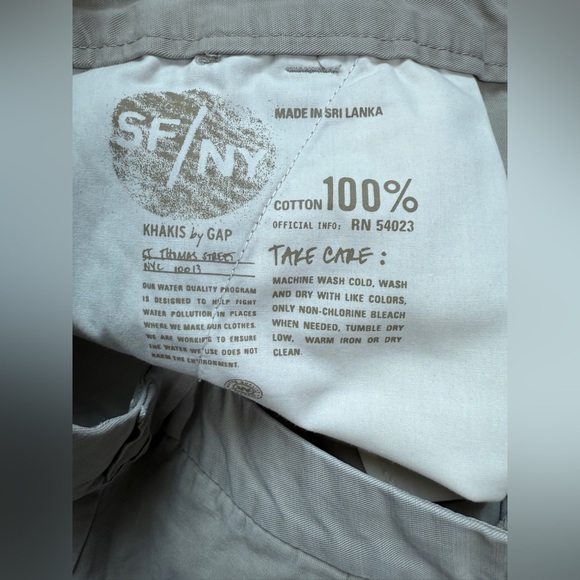 SF/NY
MADE IN SRI LANKA
COTTON 100%
OFFICIAL INFO: RN 54023
KHAKIS by GAP
55 THOMAS STREET
NYC 10013
OUR WATER QUALITY PROGRAM
IS DESIGNED TO HELP FIGHT
WATER POLLUTION IN PLACES
WHERE WE MAKE OUR CLOTHES.
WE ARE WORKING TO ENSURE
THE WATER WE USE DOES NOT
HARM THE ENVIRONMENT.
TAKE CARE:
MACHINE WASH COLD, WASH
AND DRY WITH LIKE COLORS,
ONLY NON-CHLORINE BLEACH
WHEN NEEDED, TUMBLE DRY
LOW, WARM IRON OR DRY
CLEAN.